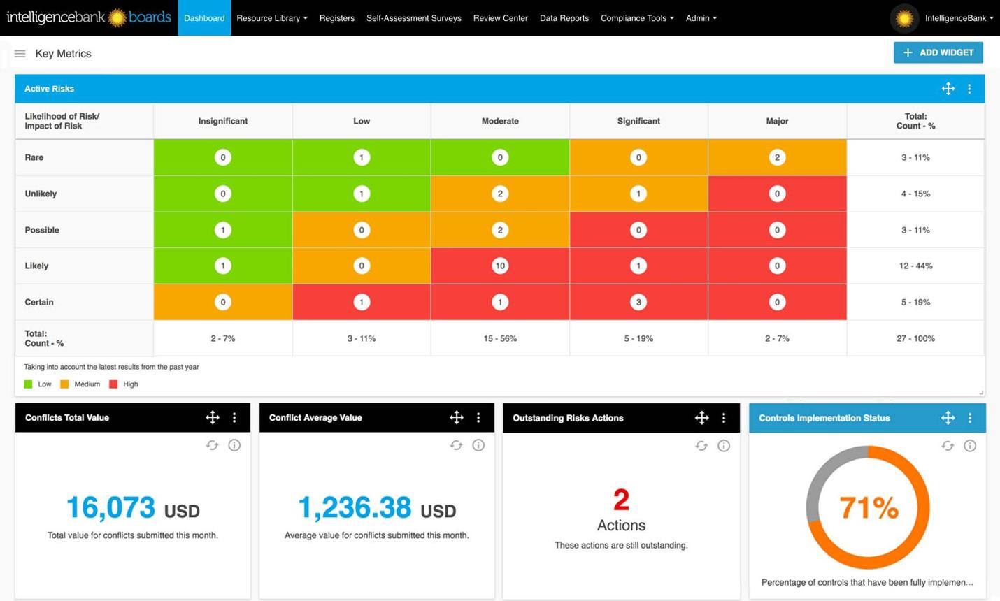 intelligencebank boards Dashboard Resource Library Registers Self-Assessment Surveys Review Center Data Reports Compliance Tools Admin IntelligenceBank
Key Metrics
+ ADD WIDGET
Active Risks
Likelihood of Risk/
Impact of Risk
Insignificant Low Moderate Significant Major
Total:
Count - %
Rare 0 1 0 0 2 3 - 11%
Unlikely 0 1 2 1 0 4 - 15%
Possible 1 0 2 0 0 3 - 11%
Likely 1 0 10 1 0 12 - 44%
Certain 0 1 1 3 0 5 - 19%
Total:
Count - %
2 - 7% 3 - 11% 15 - 56% 5 - 19% 2 - 7% 27 - 100%
Taking into account the latest results from the past year
Low Medium High
Conflicts Total Value
16,073 USD
Total value for conflicts submitted this month.
Conflict Average Value
1,236.38 USD
Average value for conflicts submitted this month.
Outstanding Risks Actions
2
Actions
These actions are still outstanding.
Controls Implementation Status
71%
Percentage of controls that have been fully implemen...